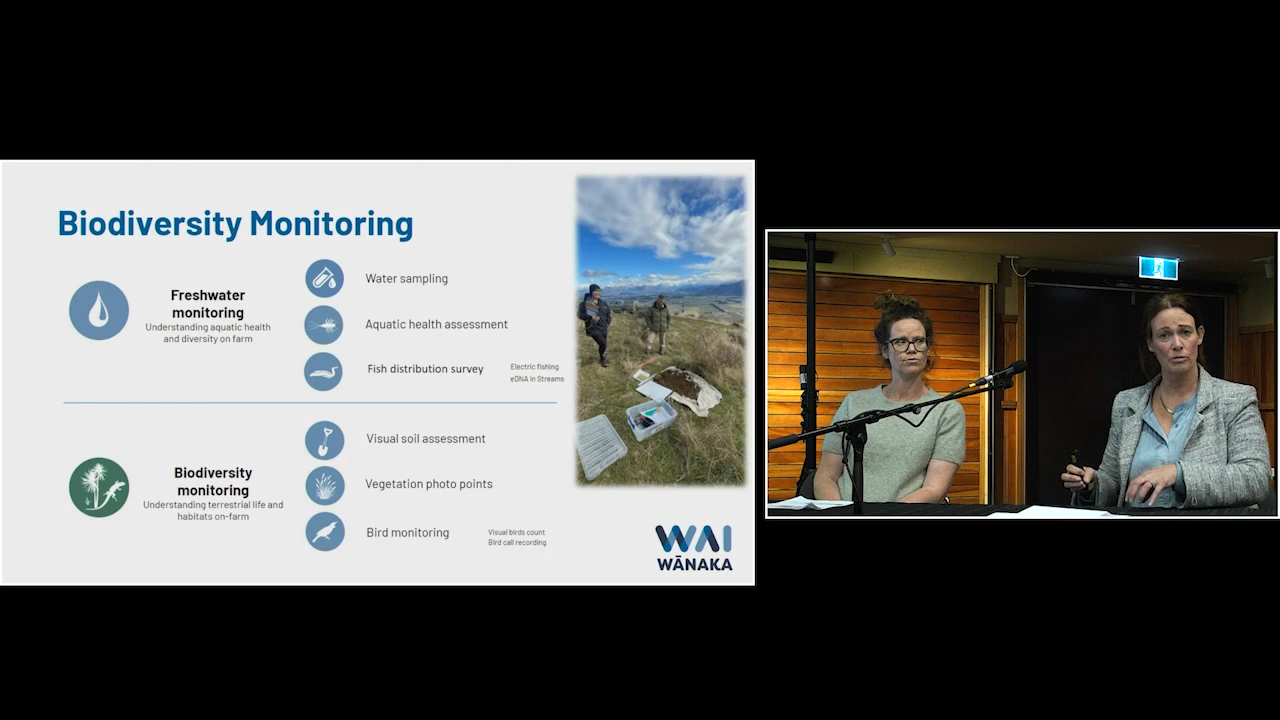 Biodiversity Monitoring
Freshwater
monitoring
Understanding aquatic health
and diversity on farm
Water sampling
Aquatic health assessment
Fish distribution survey
Electric fishing
eDNA in Streams
Biodiversity
monitoring
Understanding terrestrial life and
habitats on-farm
Visual soil assessment
Vegetation photo points
Bird monitoring
Visual birds count
Bird call recording
WAI
WĀNAKA